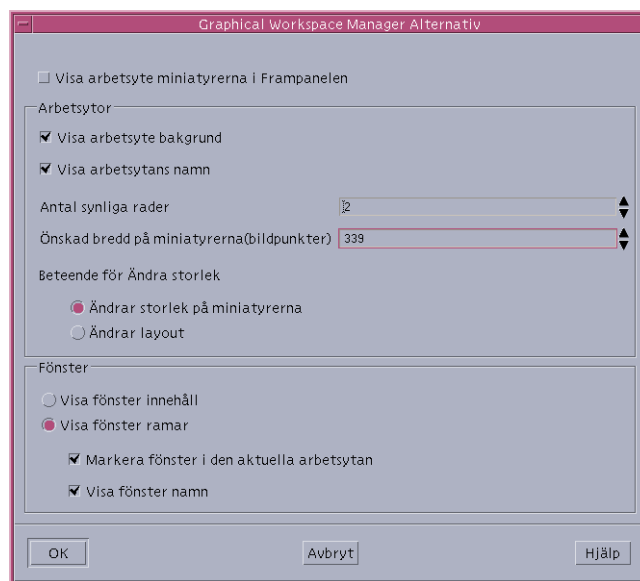 Graphical Workspace Manager Alternativ
Visa arbetsyte miniatyrerna i Frampanelen
Arbetsytor
Visa arbetsyte bakgrund
Visa arbetsytans namn
Antal synliga rader 2
Önskad bredd på miniatyrerna(bildpunkter) 339
Beteende för Ändra storlek
Ändrar storlek på miniatyrerna
Ändrar layout
Fönster
Visa fönster innehåll
Visa fönster ramar
Markera fönster i den aktuella arbetsytan
Visa fönster namn
OK Avbryt Hjälp